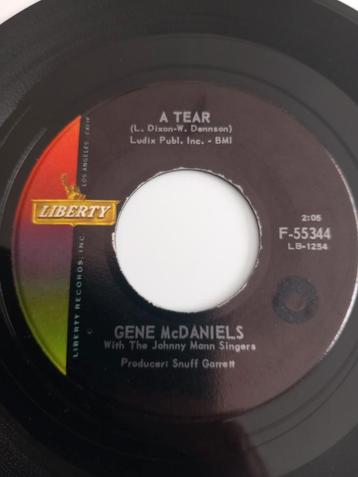 A TEAR
(L. Dixon-W. Dennson)
Ludix Publ. Inc. - BMI
LIBERTY
LIBERTY RECORDS, INC.
LOS ANGELES, CALIF.
2:05
F-55344
LB-1254
GENE McDANIELS
With The Johnny Mann Singers
Producer: Snuff Garrett